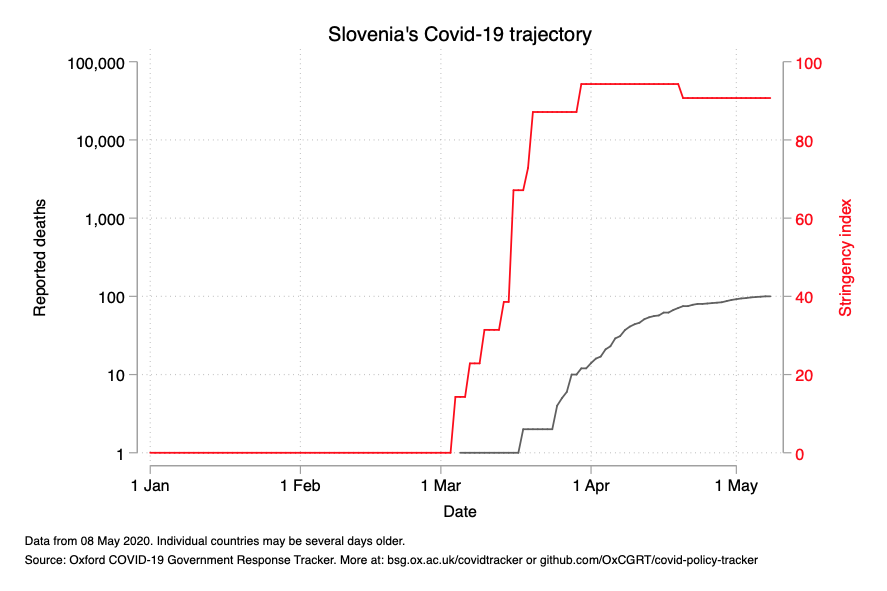 Slovenia's Covid-19 trajectory
100,000
10,000
1,000
100
10
1
Reported deaths
100
80
60
40
20
0
Stringency index
1 Jan
1 Feb
1 Mar
1 Apr
1 May
Date
Data from 08 May 2020. Individual countries may be several days older.
Source: Oxford COVID-19 Government Response Tracker. More at: bsg.ox.ac.uk/covidtracker or github.com/OxCGRT/covid-policy-tracker